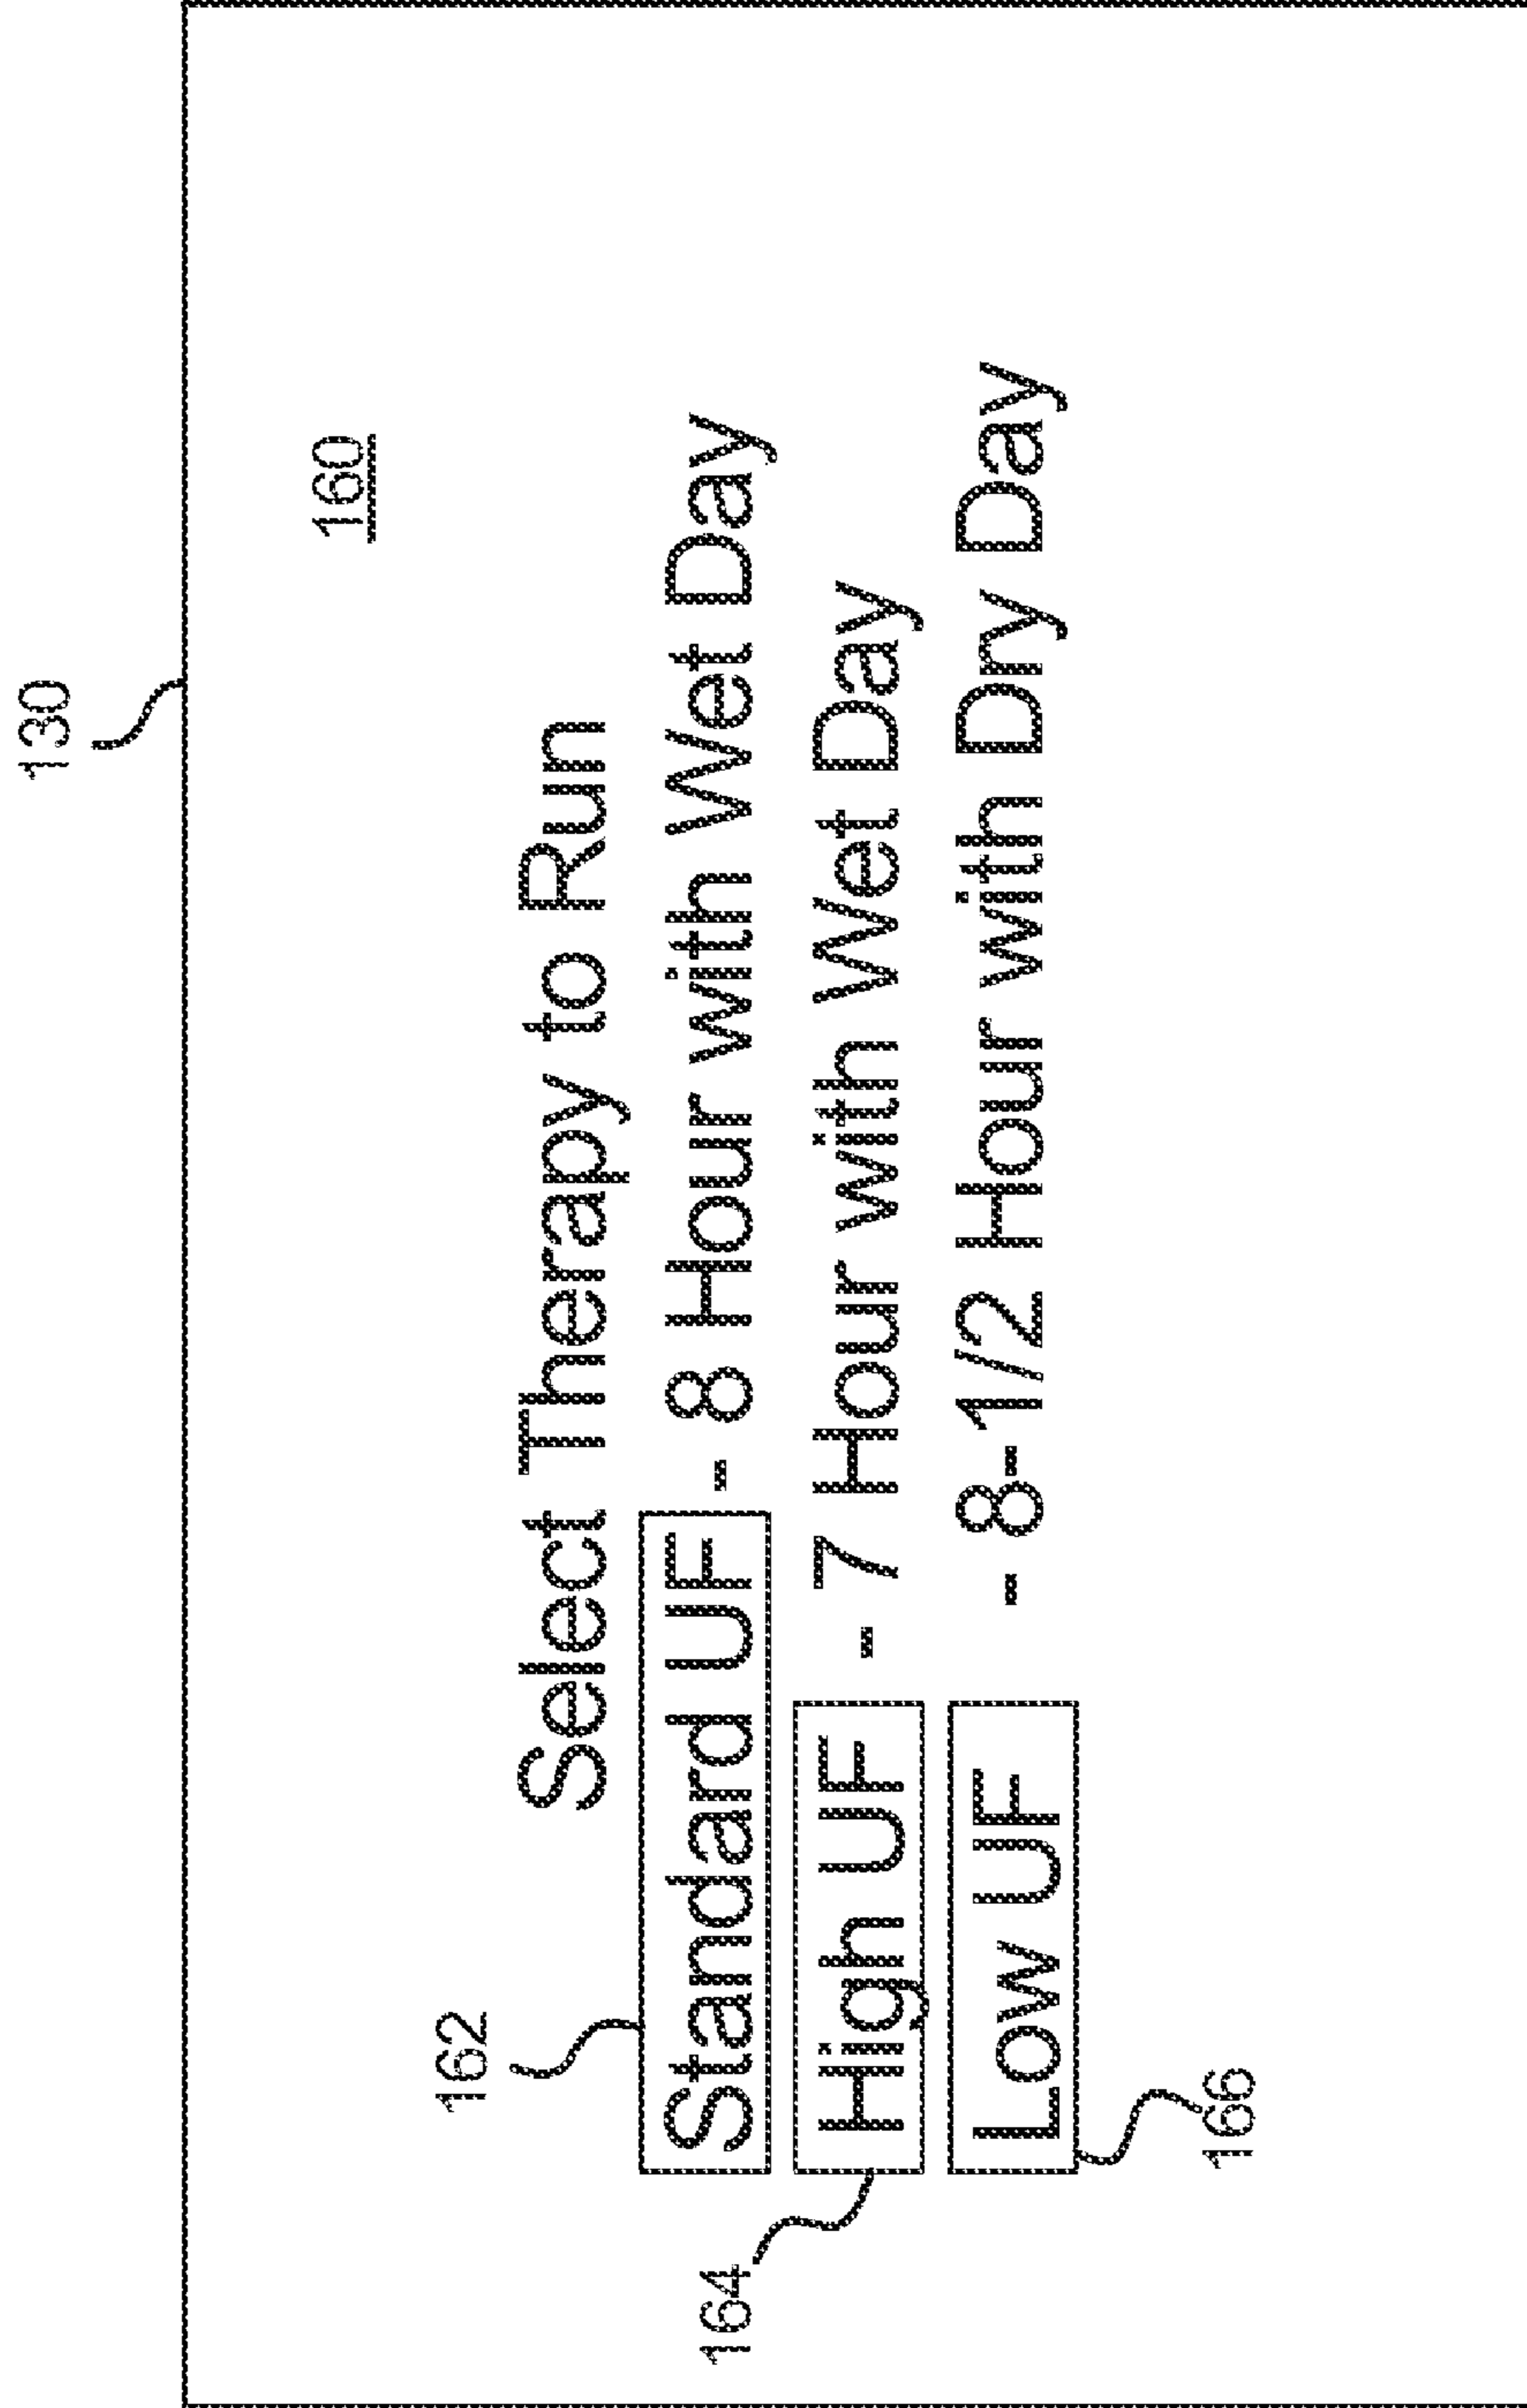 130
160
Select Therapy to Run
162
Standard UF - 8 Hour with Wet Day
164
High UF - 7 Hour with Wet Day
Low UF - 8-1/2 Hour with Dry Day
166